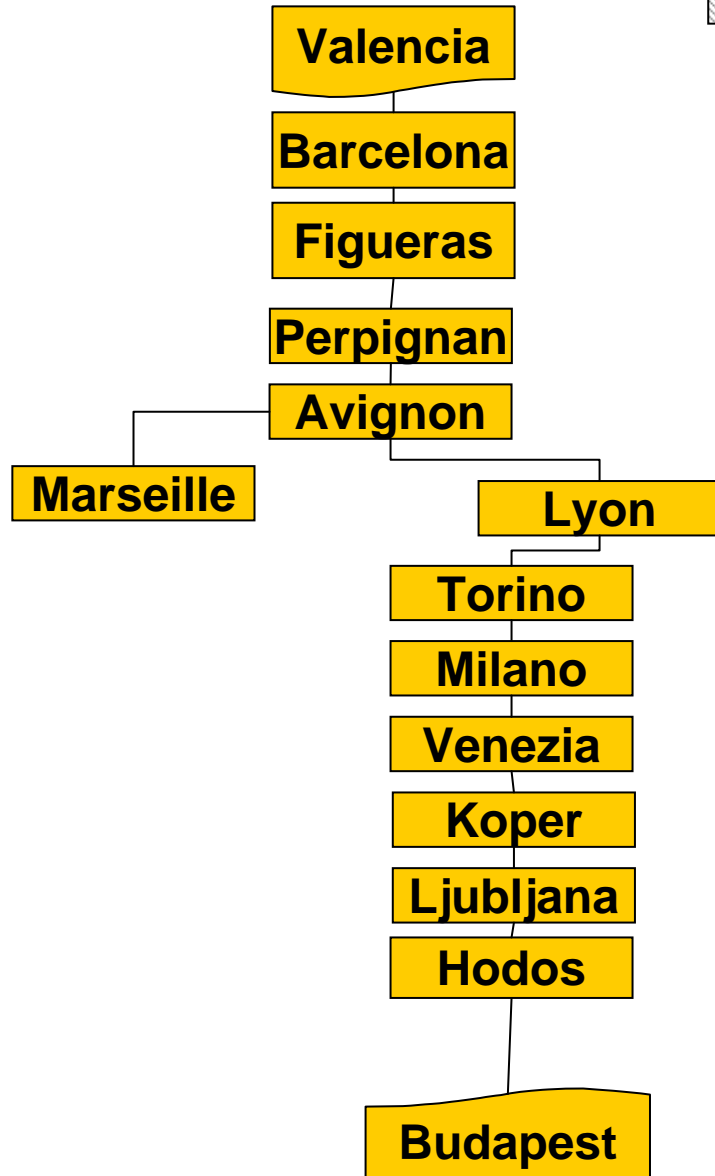 Valencia
Barcelona
Figueras
Perpignan
Avignon
Marseille
Lyon
Torino
Milano
Venezia
Koper
Ljubljana
Hodos
Budapest